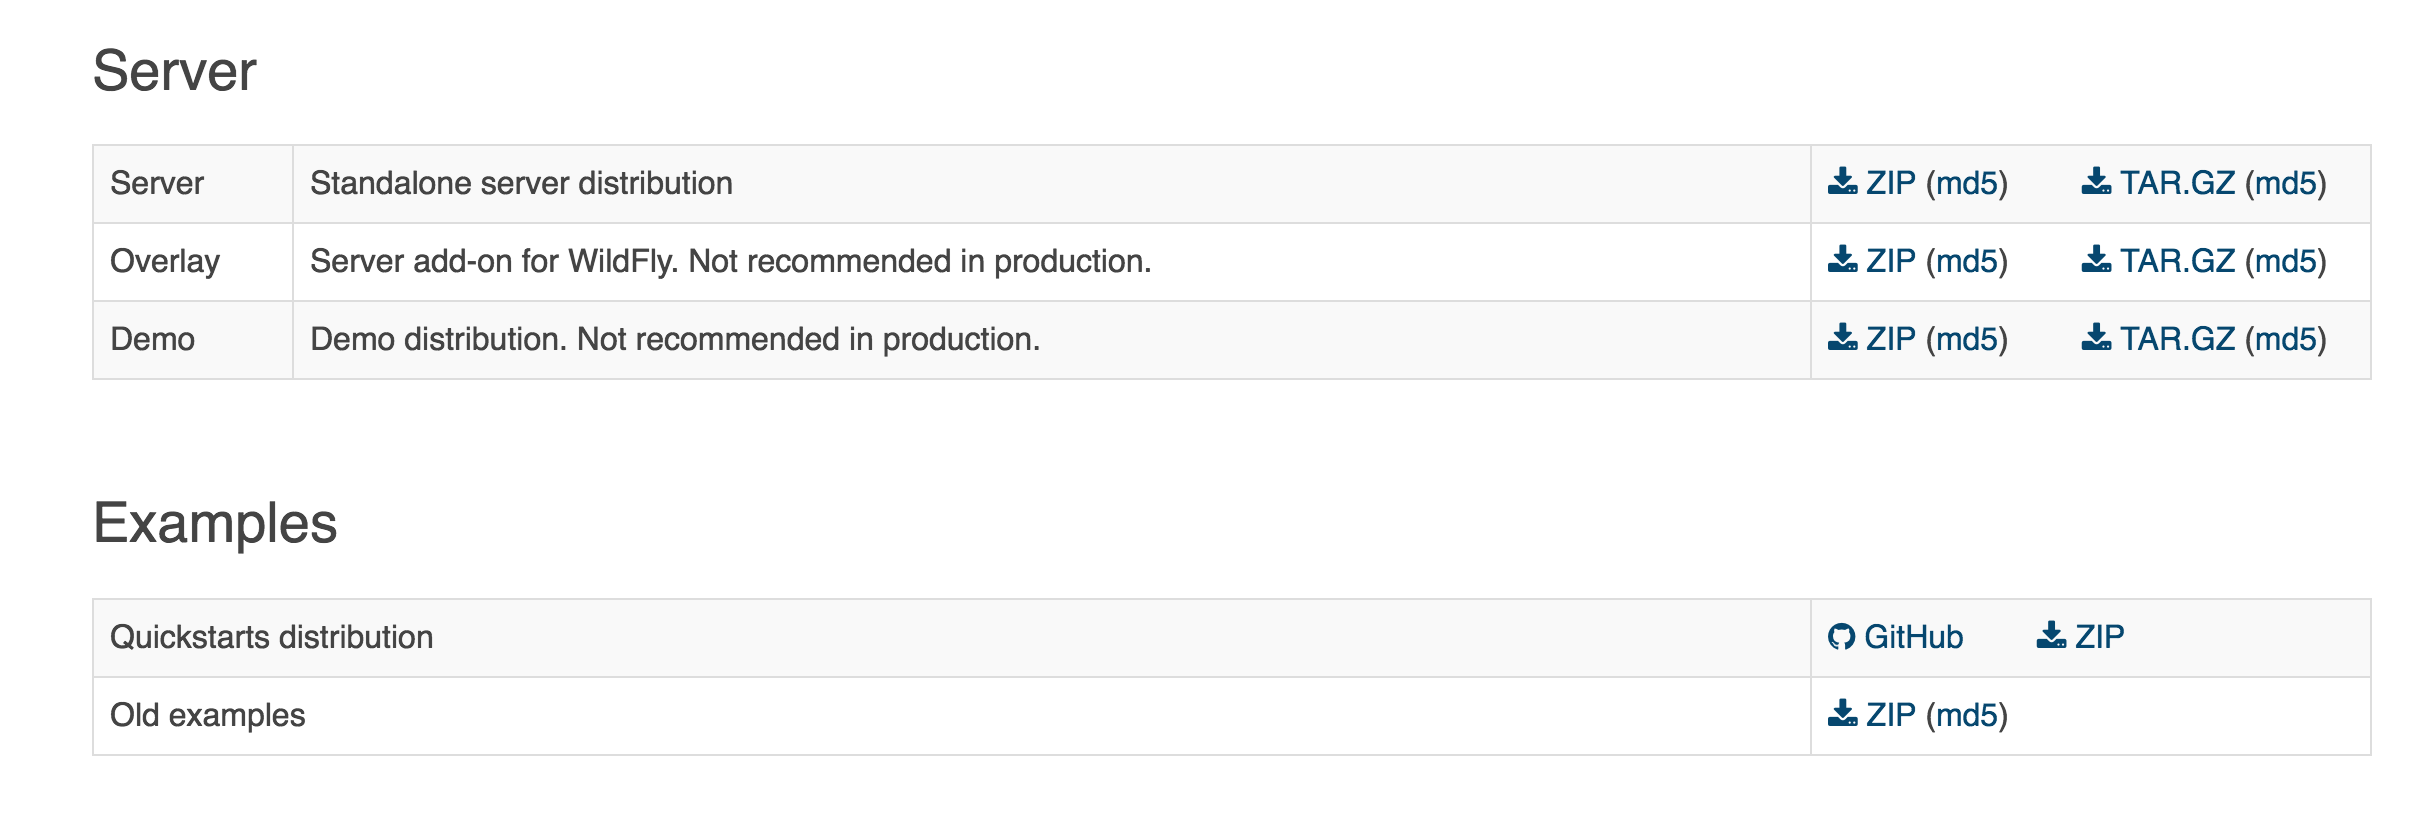 Server
Server Standalone server distribution ZIP (md5) TAR.GZ (md5)
Overlay Server add-on for WildFly. Not recommended in production. ZIP (md5) TAR.GZ (md5)
Demo Demo distribution. Not recommended in production. ZIP (md5) TAR.GZ (md5)
Examples
Quickstarts distribution GitHub ZIP
Old examples ZIP (md5)